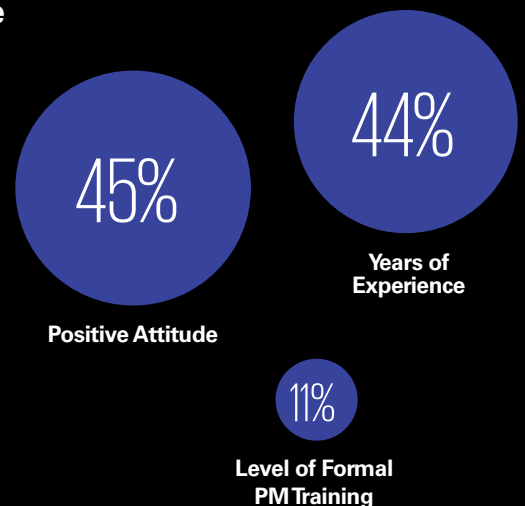 45%
Positive Attitude
44%
Years of
Experience
11%
Level of Formal
PM Training